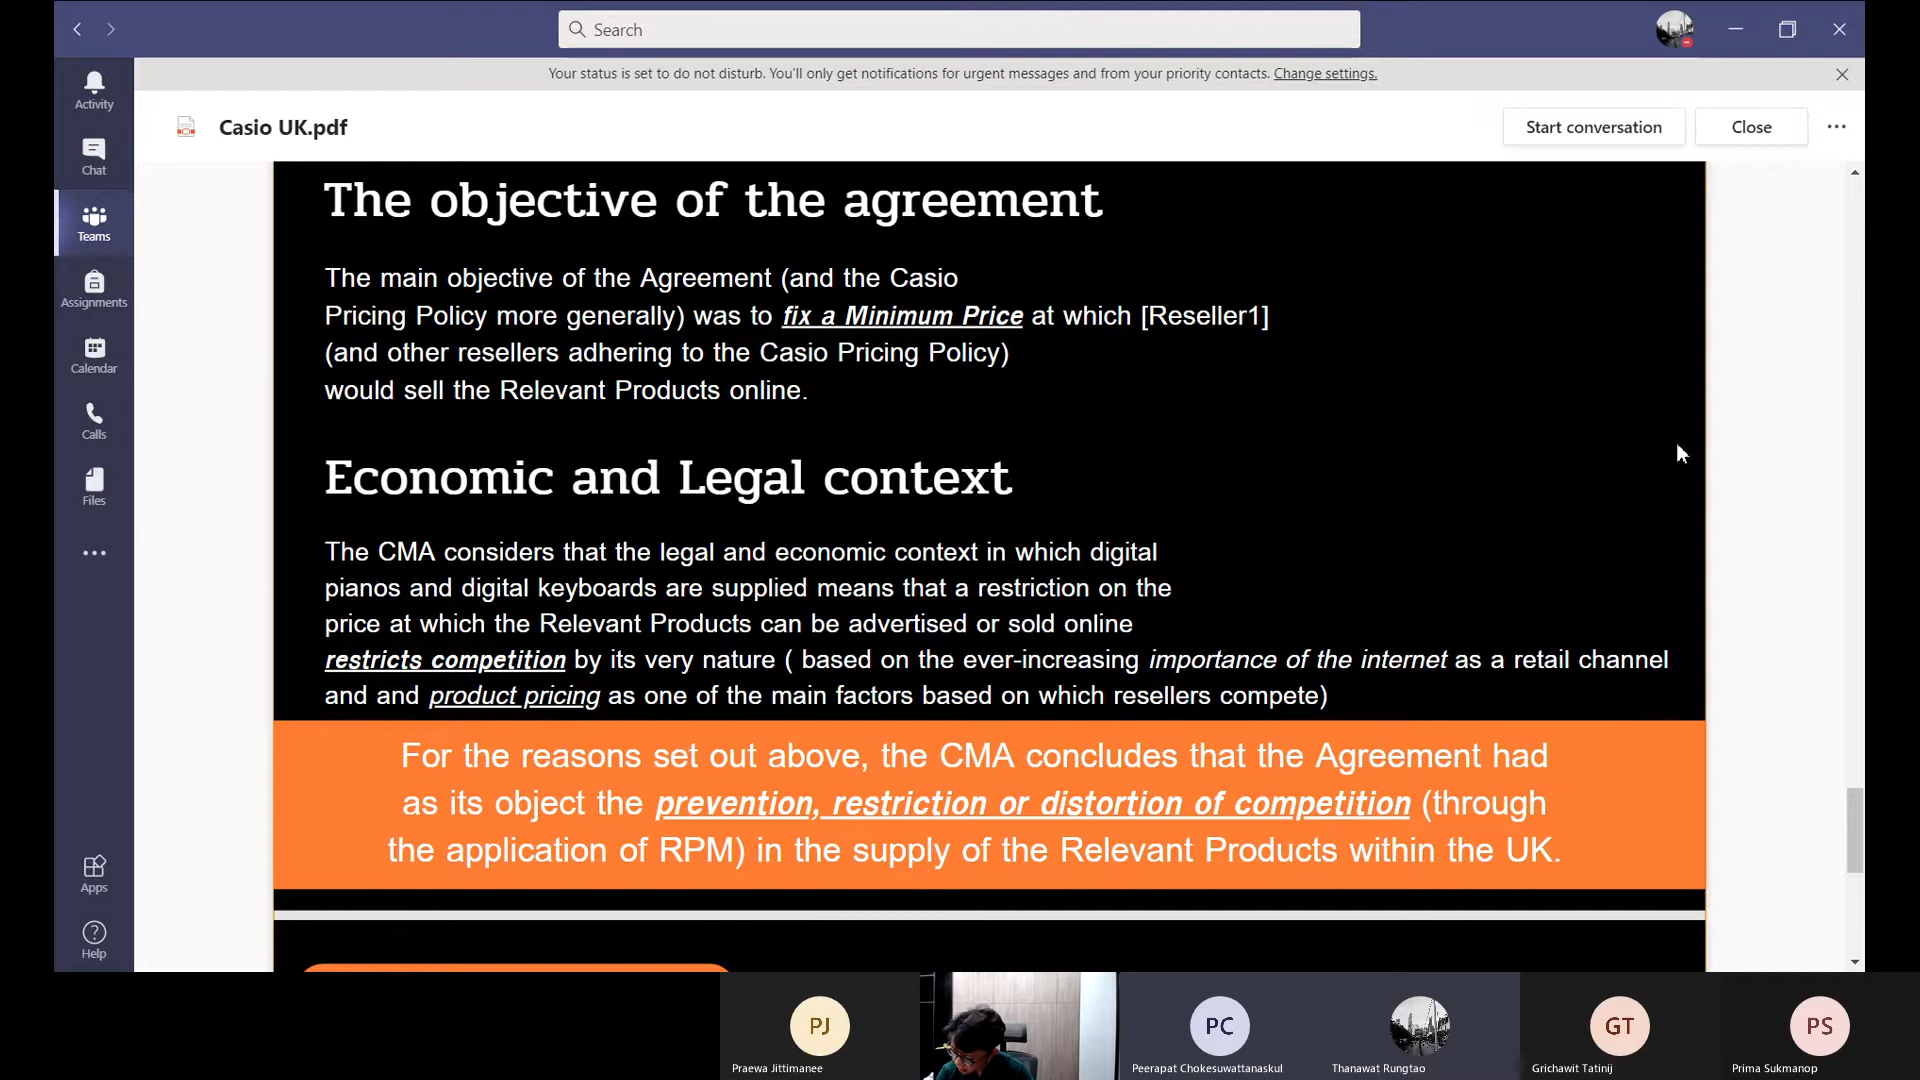 Search
Your status is set to do not disturb. You'll only get notifications for urgent messages and from your priority contacts. Change settings.
Activity
Chat
Teams
Assignments
Calendar
Calls
Files
Apps
Help
Casio UK.pdf
Start conversation
Close
The objective of the agreement
The main objective of the Agreement (and the Casio
Pricing Policy more generally) was to fix a Minimum Price at which [Reseller1]
(and other resellers adhering to the Casio Pricing Policy)
would sell the Relevant Products online.
Economic and Legal context
The CMA considers that the legal and economic context in which digital
pianos and digital keyboards are supplied means that a restriction on the
price at which the Relevant Products can be advertised or sold online
restricts competition by its very nature ( based on the ever-increasing importance of the internet as a retail channel
and and product pricing as one of the main factors based on which resellers compete)
For the reasons set out above, the CMA concludes that the Agreement had
as its object the prevention, restriction or distortion of competition (through
the application of RPM) in the supply of the Relevant Products within the UK.
PJ
PC
GT
PS
Praewa Jittimanee
Peerapat Chokesuwattanaskul
Thanawat Rungtao
Grichawit Tatinij
Prima Sukmanop